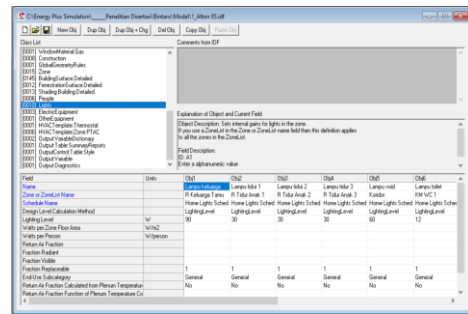 C:\Energy Plus Simulation\_____Penelitian Disertasi\Bintaro\Model\1_Alton 05.idf
New Obj Dup Obj Dup Obj + Chg Del Obj Copy Obj Paste Obj
Class List
Comments from IDF
[0001] WindowMaterial:Gas
[0008] Construction
[0001] GlobalGeometryRules
[0015] Zone
[0145] BuildingSurface:Detailed
[0012] FenestrationSurface:Detailed
[0013] Shading:Building:Detailed
[0006] People
Lights
[0003] ElectricEquipment
[0001] OtherEquipment
[0001] HVACTemplate:Thermostat
[0006] HVACTemplate:Zone:PTAC
[0002] Output:VariableDictionary
[0001] Output:Table:SummaryReports
[0001] OutputControl:Table:Style
Output:Variable
Output:Diagnostics
Explanation of Object and Current Field
Object Description: Sets internal gains for lights in the zone.
If you use a ZoneList in the Zone or ZoneList name field then this definition applies
to all the zones in the ZoneList.
Field Description:
ID: A1
Enter a alphanumeric value
Field Units Obj1 Obj2 Obj3 Obj4 Obj5 Obj6
Name Lampu Keluarga Lampu tidur 1 Lampu tidur 2 Lampu tidur 3 Lampu void Lampu toilet
Zone or ZoneList Name R Keluarga Tamu R Tidur Anak 1 R Tidur Anak 2 R Tidur Anak 3 Koridor KM WC 1
Schedule Name Home Lights Sched Home Lights Sched Home Lights Sched Home Lights Sched Home Lights Sched Home Lights Sched
Design Level Calculation Method LightingLevel LightingLevel LightingLevel LightingLevel LightingLevel LightingLevel
Lighting Level W 90 30 30 30 60 12
Watts per Zone Floor Area W/m2
Watts per Person W/person
Return Air Fraction
Fraction Radiant
Fraction Visible
Fraction Replaceable 1 1 1 1 1 1
End-Use Subcategory General General General General General General
Return Air Fraction Calculated from Plenum Temperature No No No No No No
Return Air Fraction Function of Plenum Temperature Co